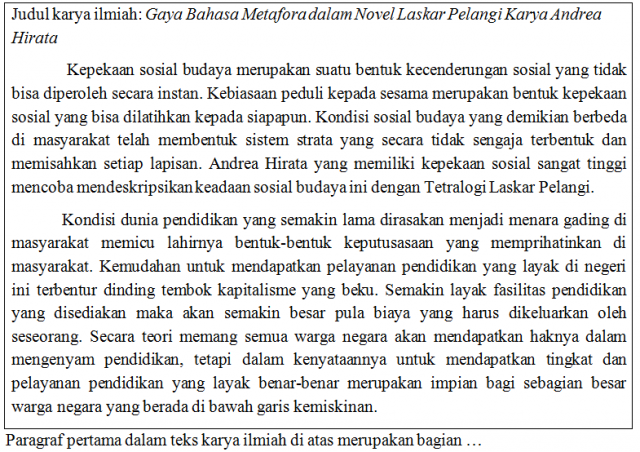 Judul karya ilmiah: Gaya Bahasa Metafora dalam Novel Laskar Pelangi Karya Andrea
Hirata
Kepekaan sosial budaya merupakan suatu bentuk kecenderungan sosial yang tidak
bisa diperoleh secara instan. Kebiasaan peduli kepada sesama merupakan bentuk kepekaan
sosial yang bisa dilatihkan kepada siapapun. Kondisi sosial budaya yang demikian berbeda
di masyarakat telah membentuk sistem strata yang secara tidak sengaja terbentuk dan
memisahkan setiap lapisan. Andrea Hirata yang memiliki kepekaan sosial sangat tinggi
mencoba mendeskripsikan keadaan sosial budaya ini dengan Tetralogi Laskar Pelangi.
Kondisi dunia pendidikan yang semakin lama dirasakan menjadi menara gading di
masyarakat memicu lahirnya bentuk-bentuk keputusasaan yang memprihatinkan di
masyarakat. Kemudahan untuk mendapatkan pelayanan pendidikan yang layak di negeri
ini terbentur dinding tembok kapitalisme yang beku. Semakin layak fasilitas pendidikan
yang disediakan maka akan semakin besar pula biaya yang harus dikeluarkan oleh
seseorang. Secara teori memang semua warga negara akan mendapatkan haknya dalam
mengenyam pendidikan, tetapi dalam kenyataannya untuk mendapatkan tingkat dan
pelayanan pendidikan yang layak benar-benar merupakan impian bagi sebagian besar
warga negara yang berada di bawah garis kemiskinan.
Paragraf pertama dalam teks karya ilmiah di atas merupakan bagian …